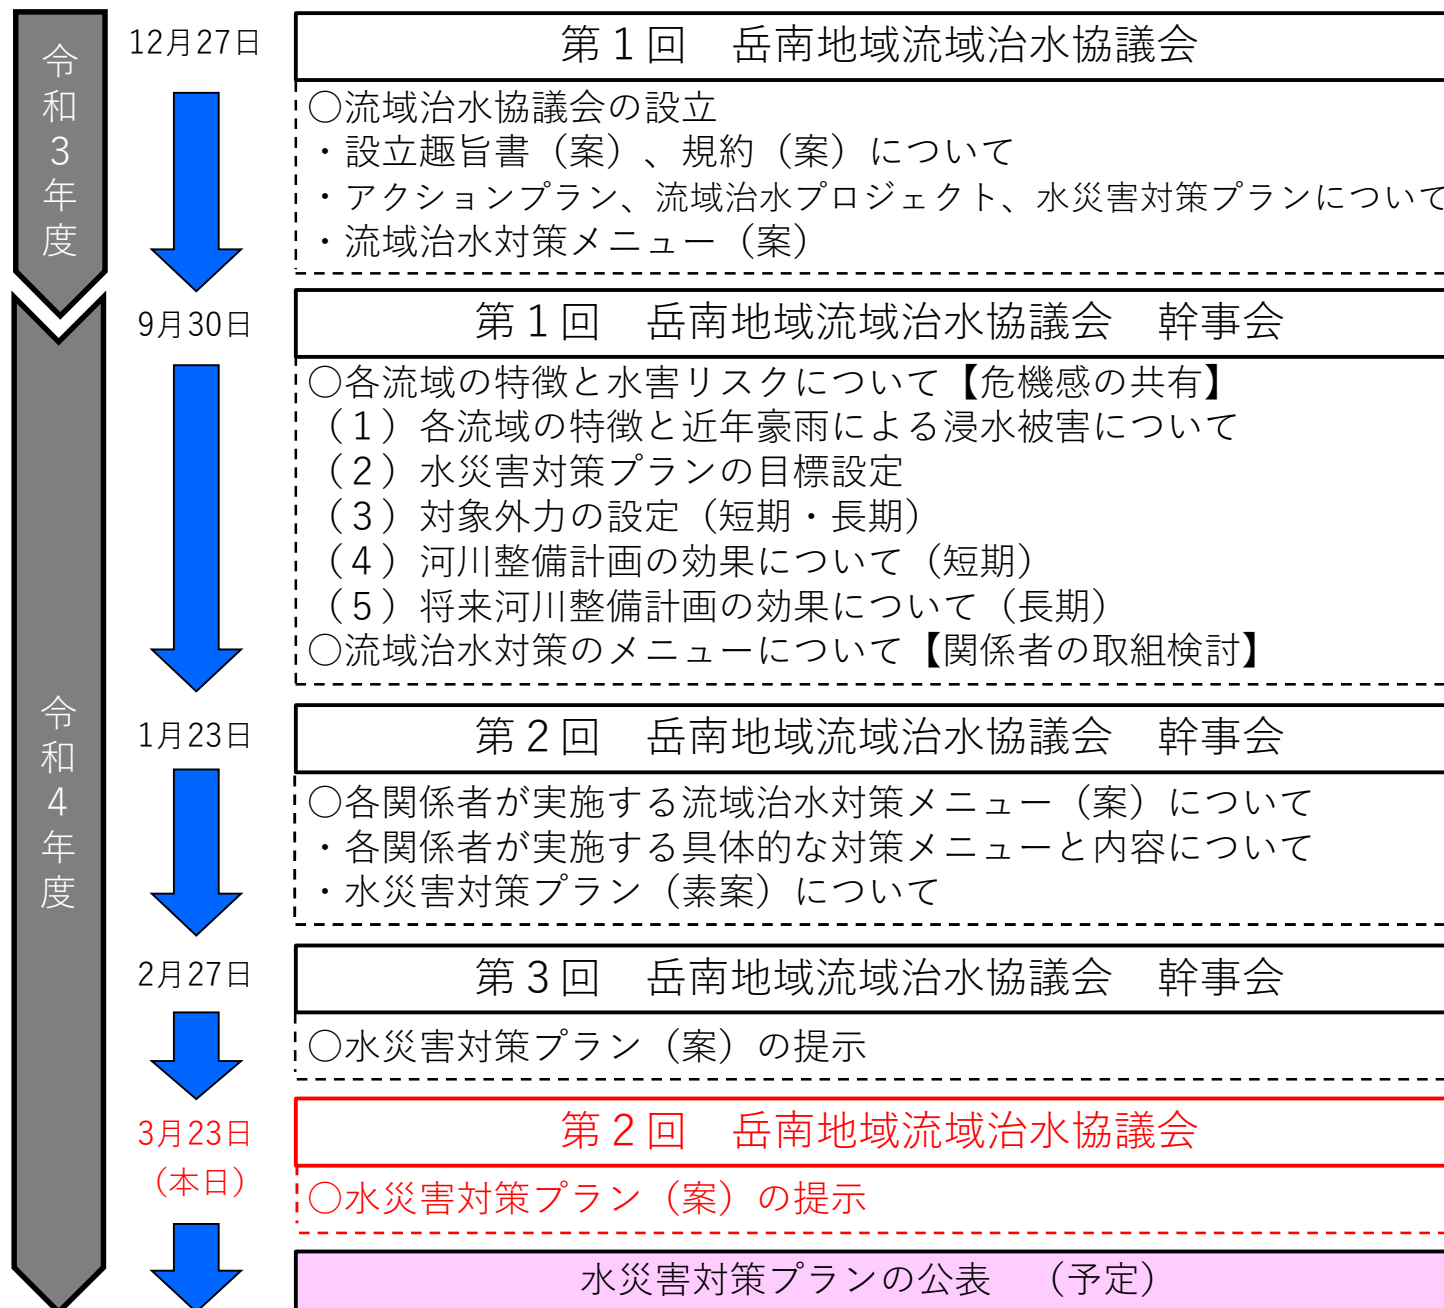 令和３年度
12月27日
第１回　岳南地域流域治水協議会
○流域治水協議会の設立
・設立趣旨書（案）、規約（案）について
・アクションプラン、流域治水プロジェクト、水災害対策プランについて
・流域治水対策メニュー（案）
令和４年度
9月30日
第１回　岳南地域流域治水協議会　幹事会
○各流域の特徴と水害リスクについて【危機感の共有】
（１）各流域の特徴と近年豪雨による浸水被害について
（２）水災害対策プランの目標設定
（３）対象外力の設定（短期・長期）
（４）河川整備計画の効果について（短期）
（５）将来河川整備計画の効果について（長期）
○流域治水対策のメニューについて【関係者の取組検討】
1月23日
第２回　岳南地域流域治水協議会　幹事会
○各関係者が実施する流域治水対策メニュー（案）について
・各関係者が実施する具体的な対策メニューと内容について
・水災害対策プラン（素案）について
2月27日
第３回　岳南地域流域治水協議会　幹事会
○水災害対策プラン（案）の提示
3月23日
（本日）
第２回　岳南地域流域治水協議会
○水災害対策プラン（案）の提示
水災害対策プランの公表　（予定）